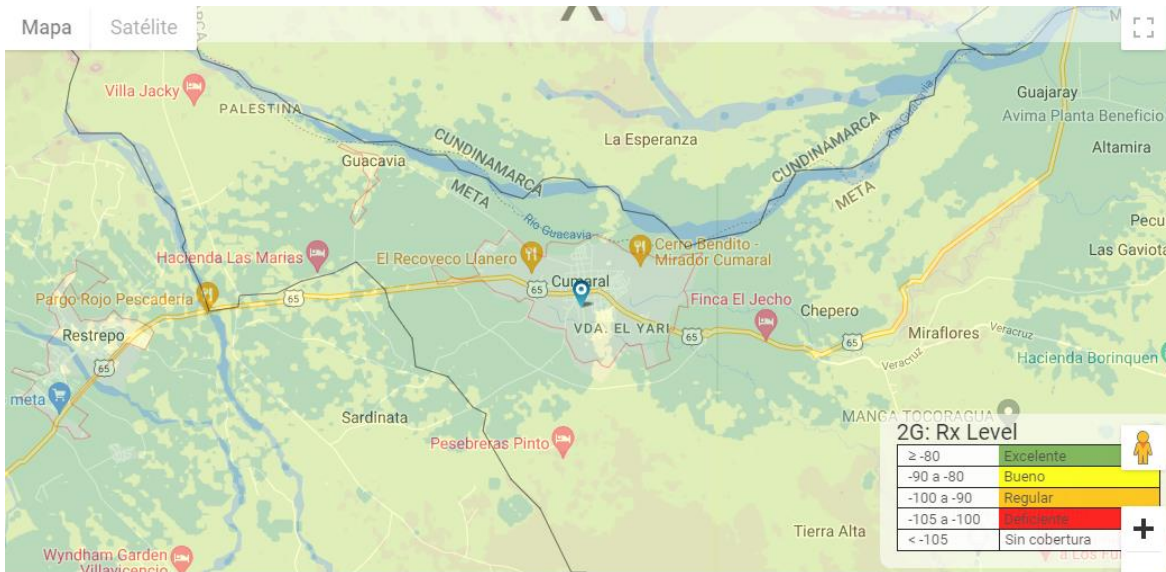 Mapa
Satélite
Villa Jacky
PALESTINA
Guacavia
CUNDINAMARCA
META
La Esperanza
CUNDINAMARCA
META
Río Guacavia
Guajaray
Avima Planta Beneficio
Altamira
Río Guacavia
Hacienda Las Marias
El Recoveco Llanero
Cerro Bendito -
Mirador Cumaral
Las Gaviota
Pargo Rojo Pescaderia
65
65
Cumaral
Finca El Jecho
Chepero
Restrepo
VDA. EL YARI
65
65
Miraflores
Veracruz
65
Veracruz
Hacienda Borinquen
meta
Sardinata
MANGA TOCORAGUA
Pesebreras Pinto
2G: Rx Level
≥ -80 Excelente
-90 a -80 Bueno
-100 a -90 Regular
-105 a -100 Deficiente
< -105 Sin cobertura
Tierra Alta
Wyndham Garden
Villavicencio